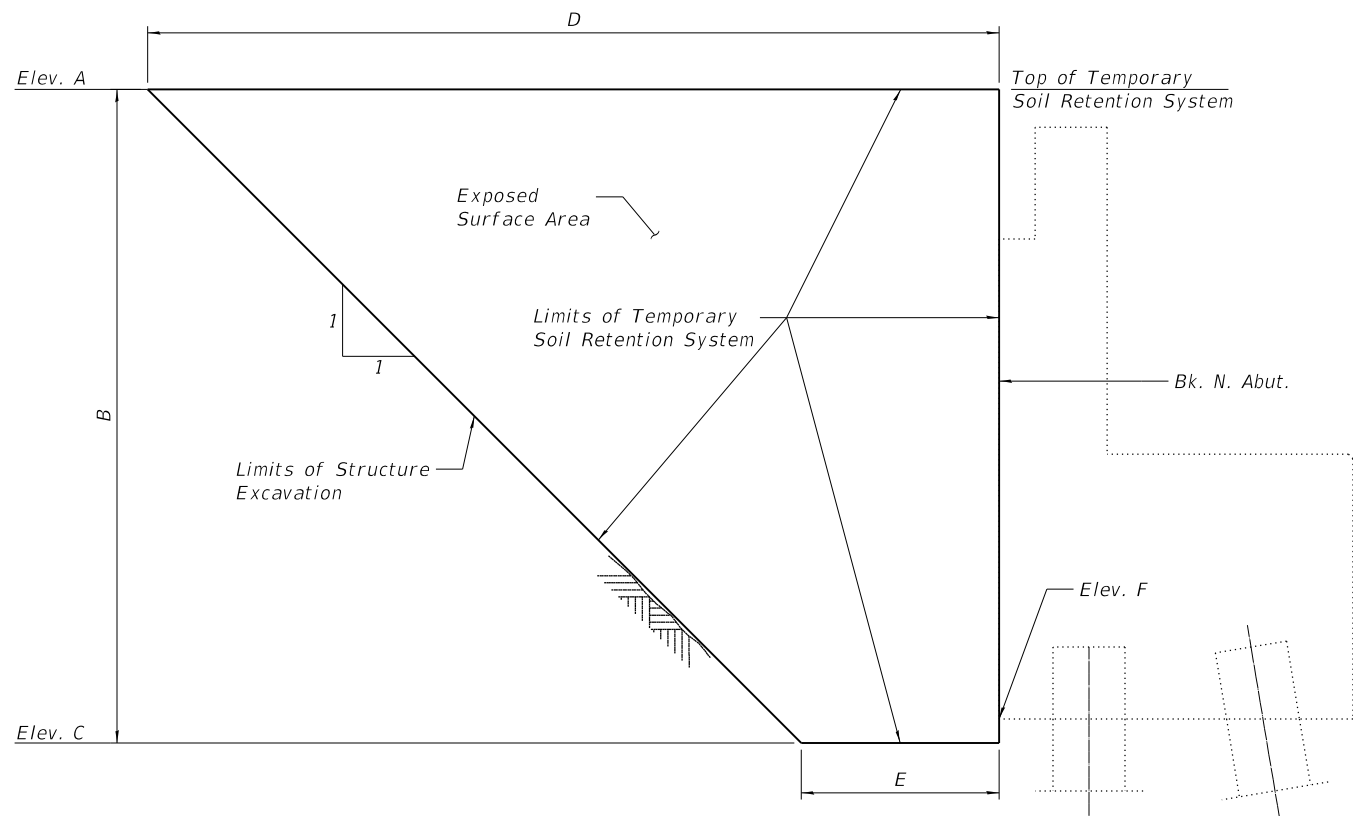 D
Elev. A
Top of Temporary
Soil Retention System
Exposed
Surface Area
1
1
Limits of Temporary
Soil Retention System
Bk. N. Abut.
B
Limits of Structure
Excavation
Elev. F
Elev. C
E